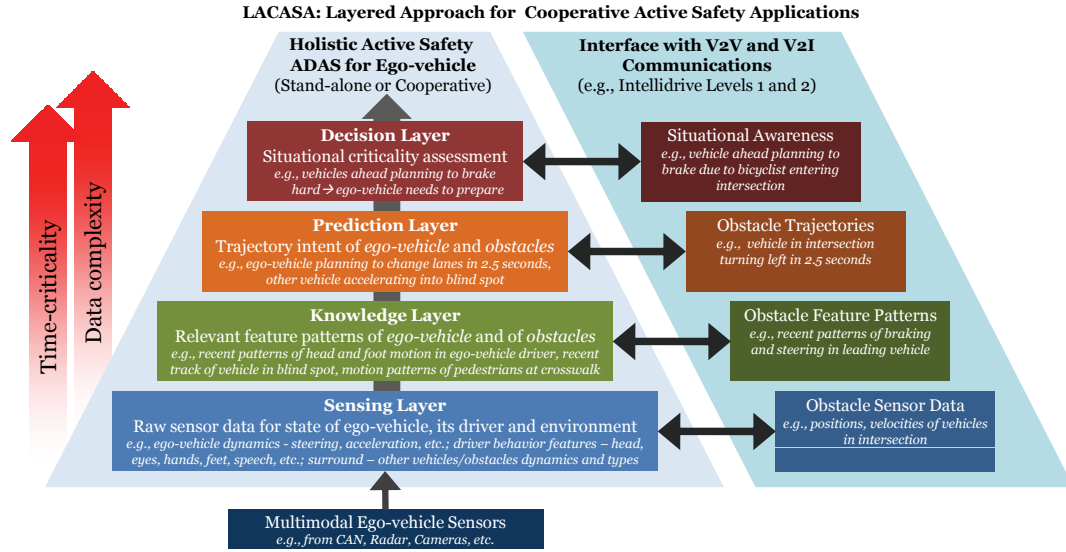 LACASA: Layered Approach for Cooperative Active Safety Applications
Holistic Active Safety
ADAS for Ego-vehicle
(Stand-alone or Cooperative)
Interface with V2V and V2I
Communications
(e.g., Intellidrive Levels 1 and 2)
Time-criticality
Data complexity
Decision Layer
Situational criticality assessment
e.g., vehicles ahead planning to brake
hard → ego-vehicle needs to prepare
Situational Awareness
e.g., vehicle ahead planning to
brake due to bicyclist entering
intersection
Prediction Layer
Trajectory intent of ego-vehicle and obstacles
e.g., ego-vehicle planning to change lanes in 2.5 seconds,
other vehicle accelerating into blind spot
Obstacle Trajectories
e.g., vehicle in intersection
turning left in 2.5 seconds
Knowledge Layer
Relevant feature patterns of ego-vehicle and of obstacles
e.g., recent patterns of head and foot motion in ego-vehicle driver, recent
track of vehicle in blind spot, motion patterns of pedestrians at crosswalk
Obstacle Feature Patterns
e.g., recent patterns of braking
and steering in leading vehicle
Sensing Layer
Raw sensor data for state of ego-vehicle, its driver and environment
e.g., ego-vehicle dynamics - steering, acceleration, etc.; driver behavior features – head,
eyes, hands, feet, speech, etc.; surround – other vehicles/obstacles dynamics and types
Obstacle Sensor Data
e.g., positions, velocities of vehicles
in intersection
Multimodal Ego-vehicle Sensors
e.g., from CAN, Radar, Cameras, etc.